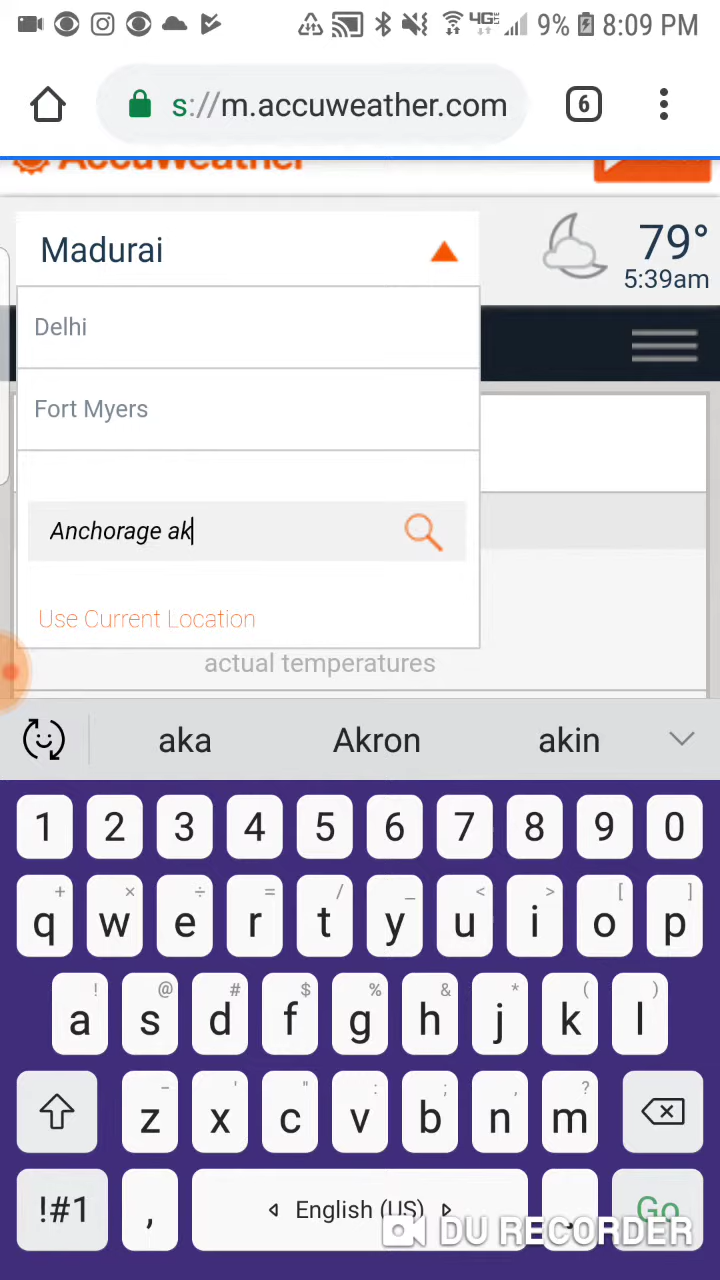 9% 8:09 PM
s://m.accuweather.com 6
AccuWeather
Madurai 79°
5:39am
Delhi
Fort Myers
Anchorage ak
Use Current Location
actual temperatures
aka Akron akin
1 2 3 4 5 6 7 8 9 0
+ × ÷ = / _ < > [ ]
q w e r t y u i o p
! @ # $ % & * ( )
a s d f g h j k l
- ' " : ; , ?
z x c v b n m
!#1 , English (US) . Go
DU RECORDER